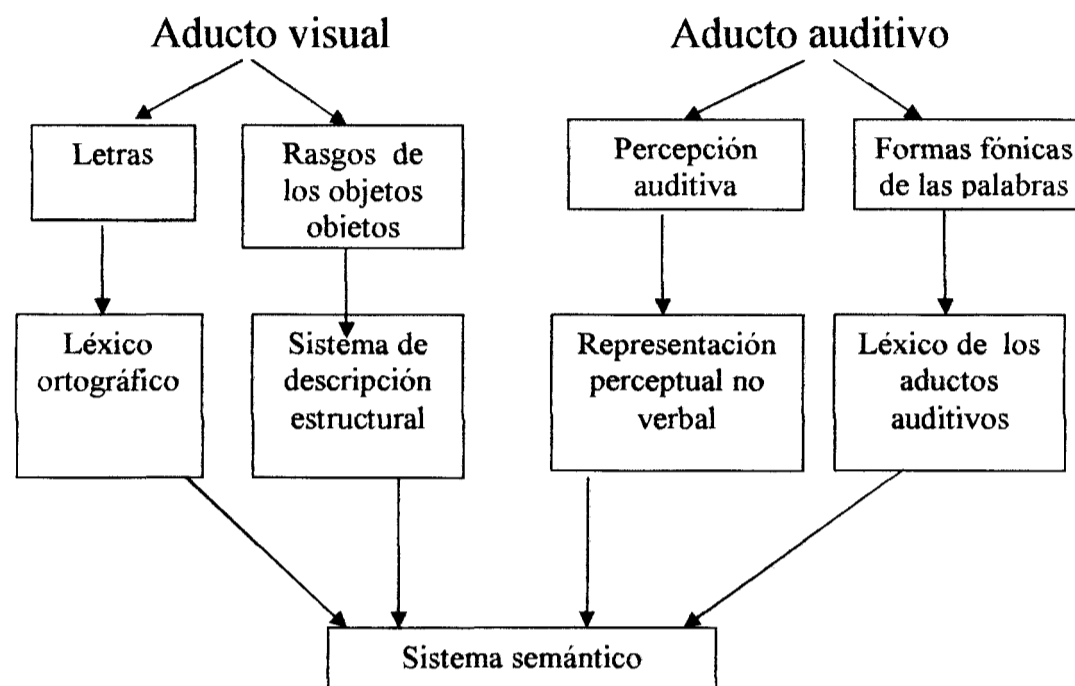 Aducto visual
Aducto auditivo
Letras
Rasgos de
los objetos
obietos
Percepción
auditiva
Formas fónicas
de las palabras
Léxico
ortográfico
Sistema de
descripción
estructural
Representación
perceptual no
verbal
Léxico de los
aductos
auditivos
Sistema semántico